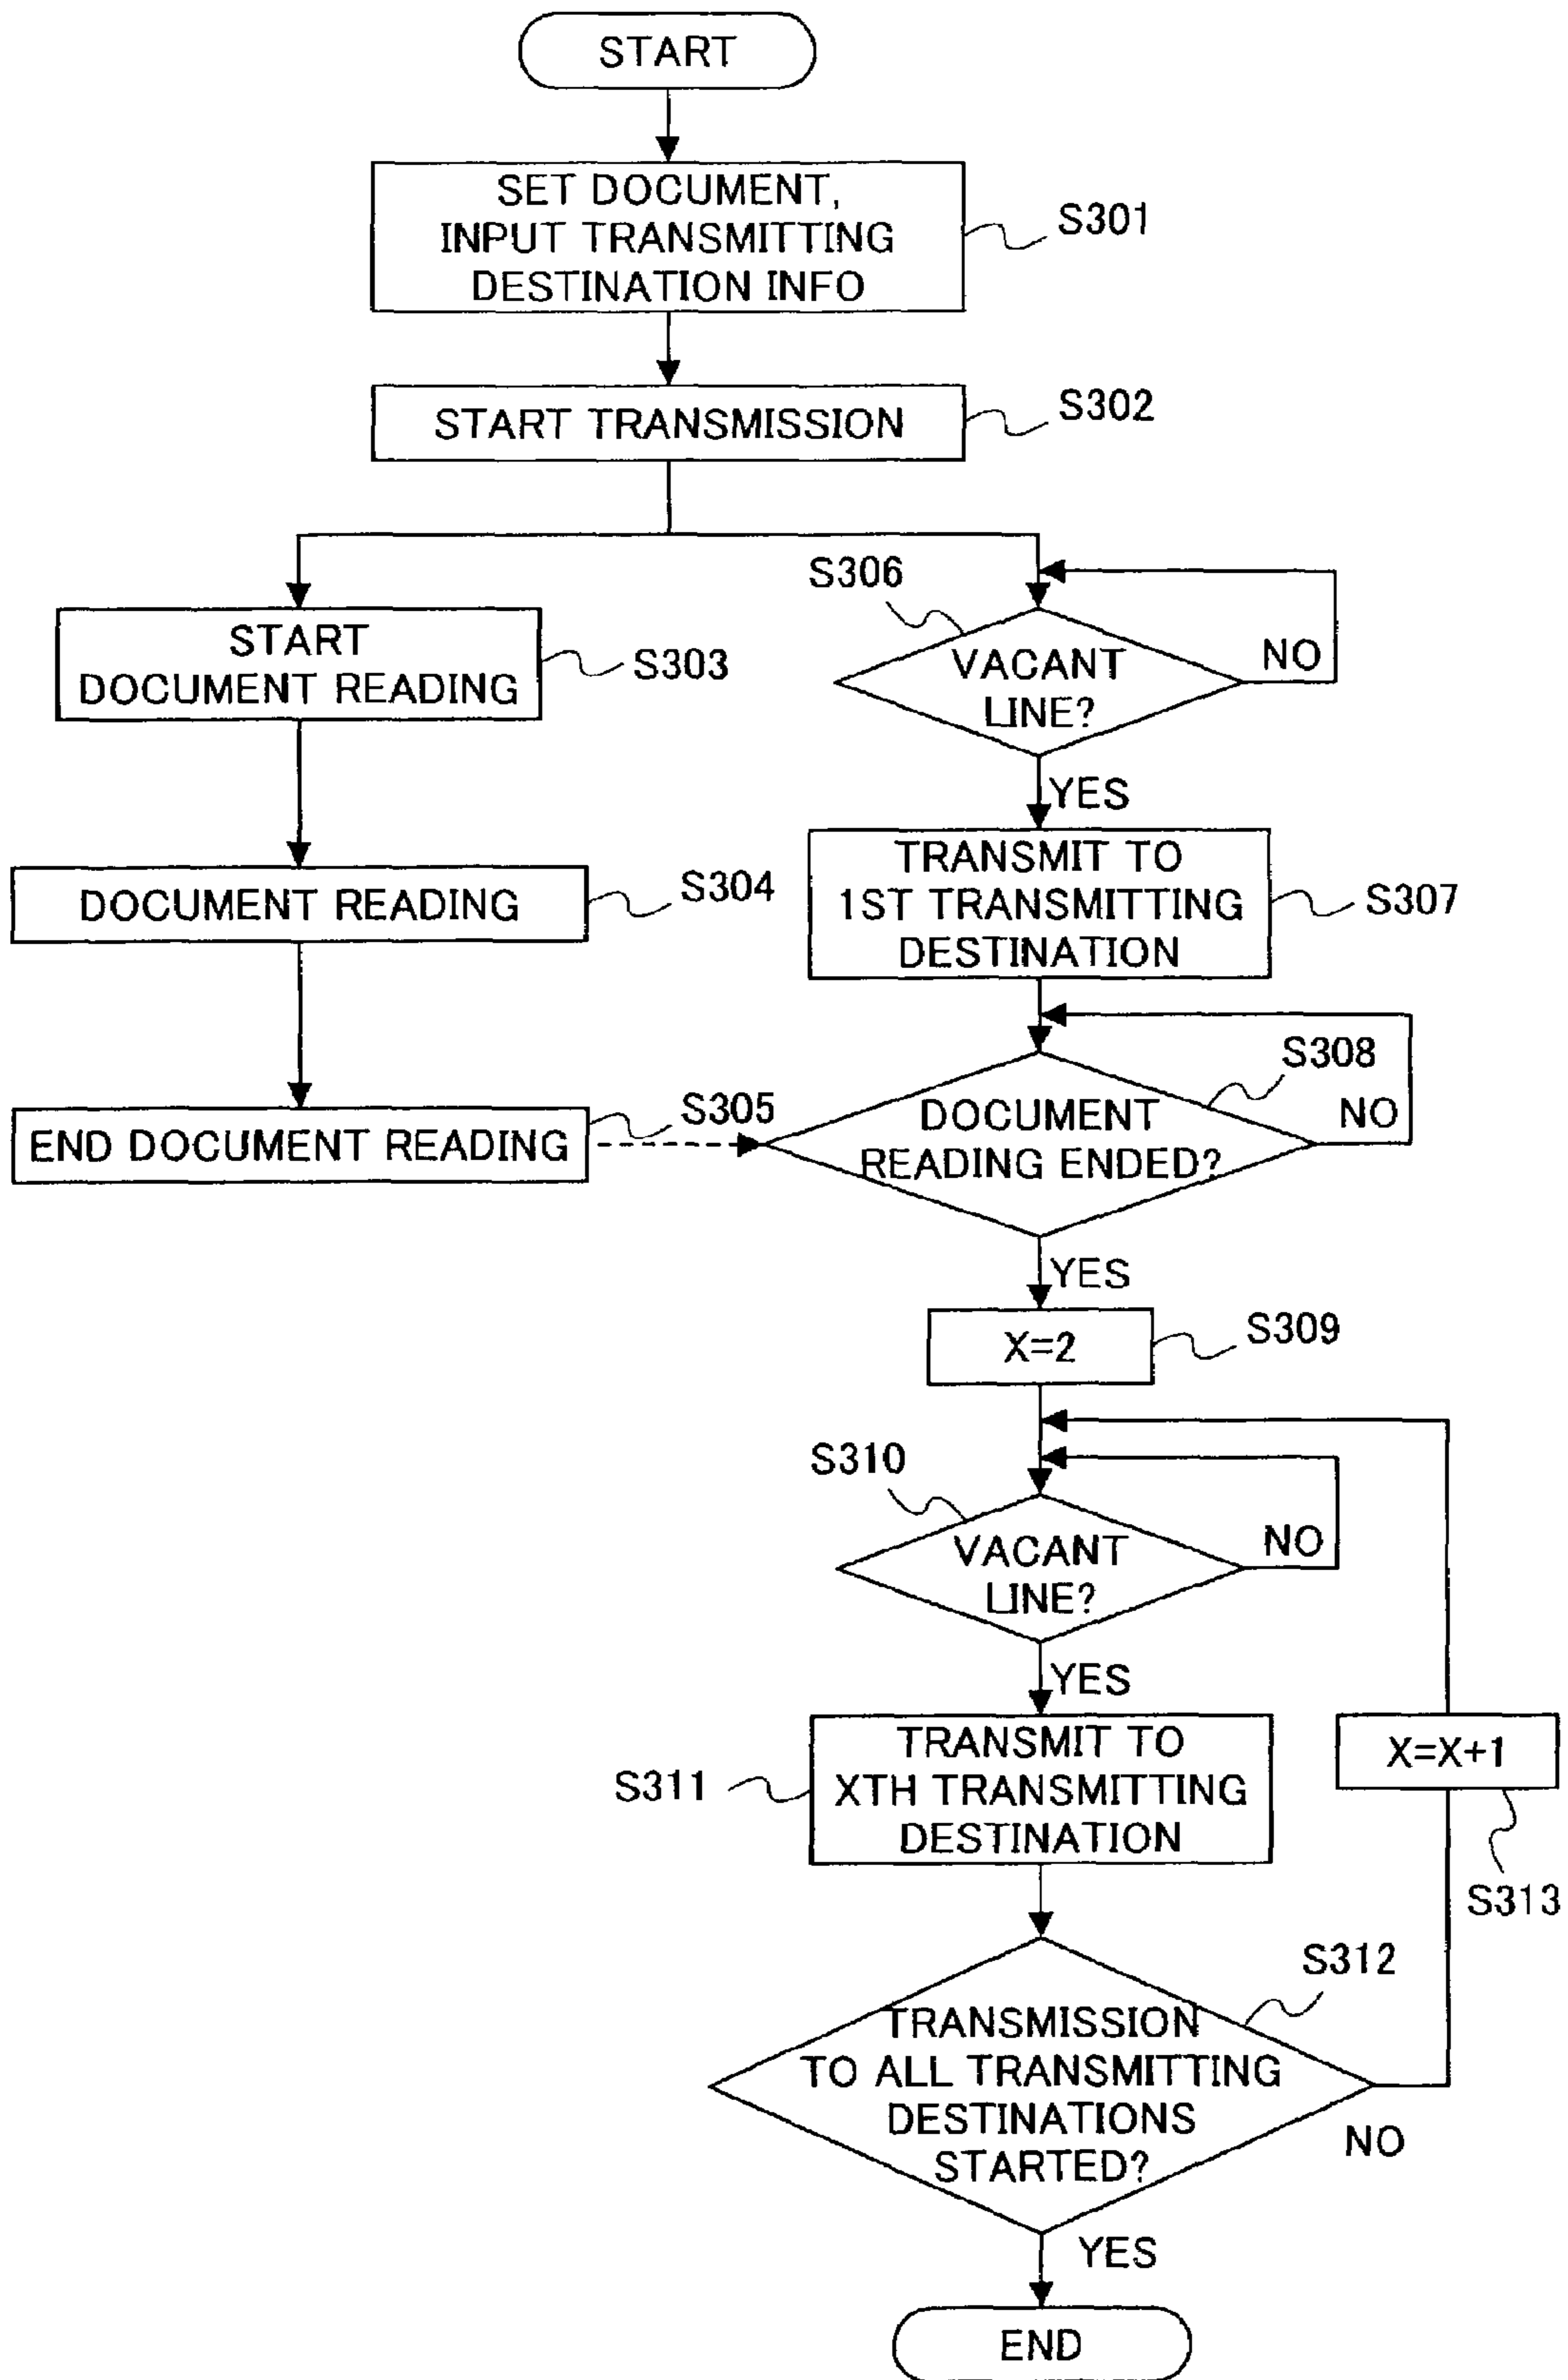 START
SET DOCUMENT,
INPUT TRANSMITTING
DESTINATION INFO
S301
START TRANSMISSION
S302
START
DOCUMENT READING
S303
DOCUMENT READING
S304
END DOCUMENT READING
S305
S306
VACANT
LINE?
NO
YES
TRANSMIT TO
1ST TRANSMITTING
DESTINATION
S307
S308
DOCUMENT
READING ENDED?
NO
YES
X=2
S309
S310
VACANT
LINE?
NO
YES
TRANSMIT TO
XTH TRANSMITTING
DESTINATION
S311
X=X+1
S313
S312
TRANSMISSION
TO ALL TRANSMITTING
DESTINATIONS
STARTED?
NO
YES
END